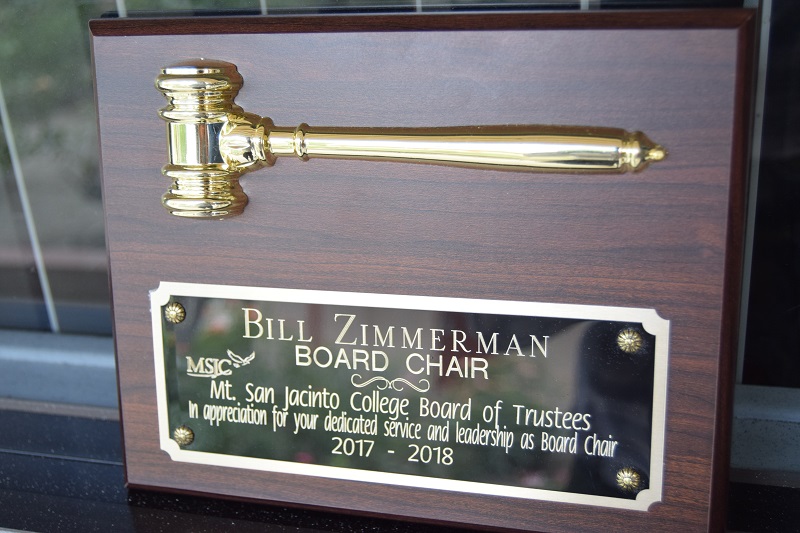 BILL ZIMMERMAN
BOARD CHAIR
MSJC
Mt. San Jacinto College Board of Trustees
In appreciation for your dedicated service and leadership as Board Chair
2017 - 2018